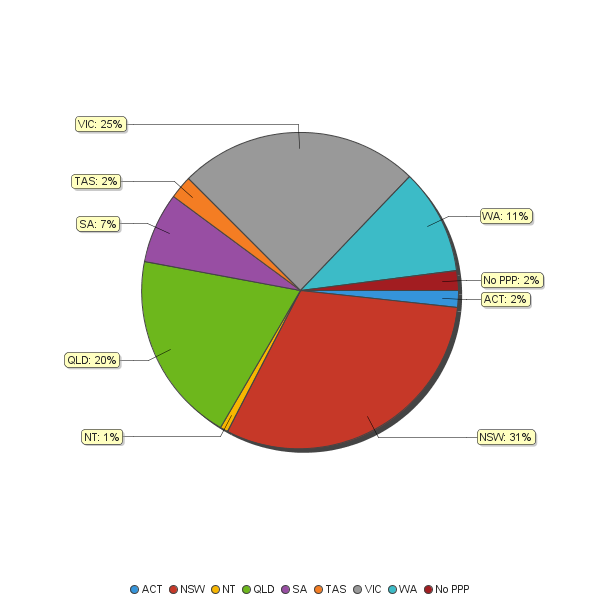 VIC: 25%
TAS: 2%
SA: 7%
WA: 11%
No PPP: 2%
ACT: 2%
QLD: 20%
NT: 1%
NSW: 31%
ACT NSW NT QLD SA TAS VIC WA No PPP